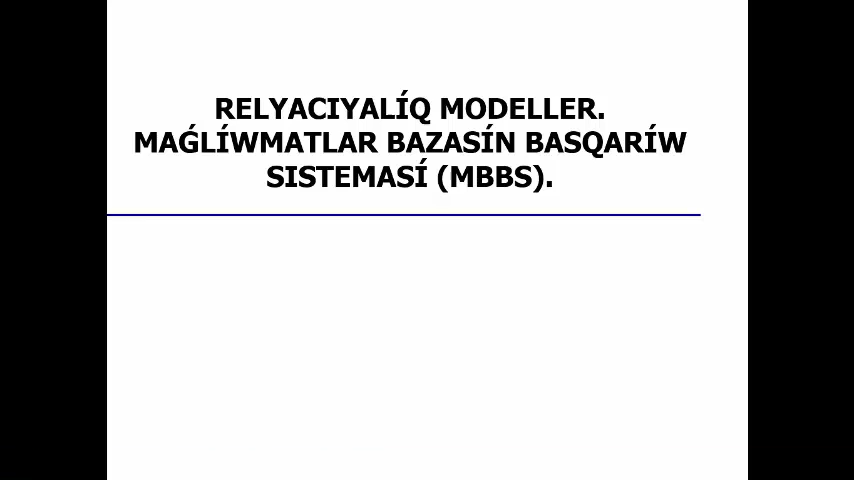 RELYACIYALÍQ MODELLER.
MAǴLÍWMATLAR BAZASÍN BASQARÍW
SISTEMASÍ (MBBS).